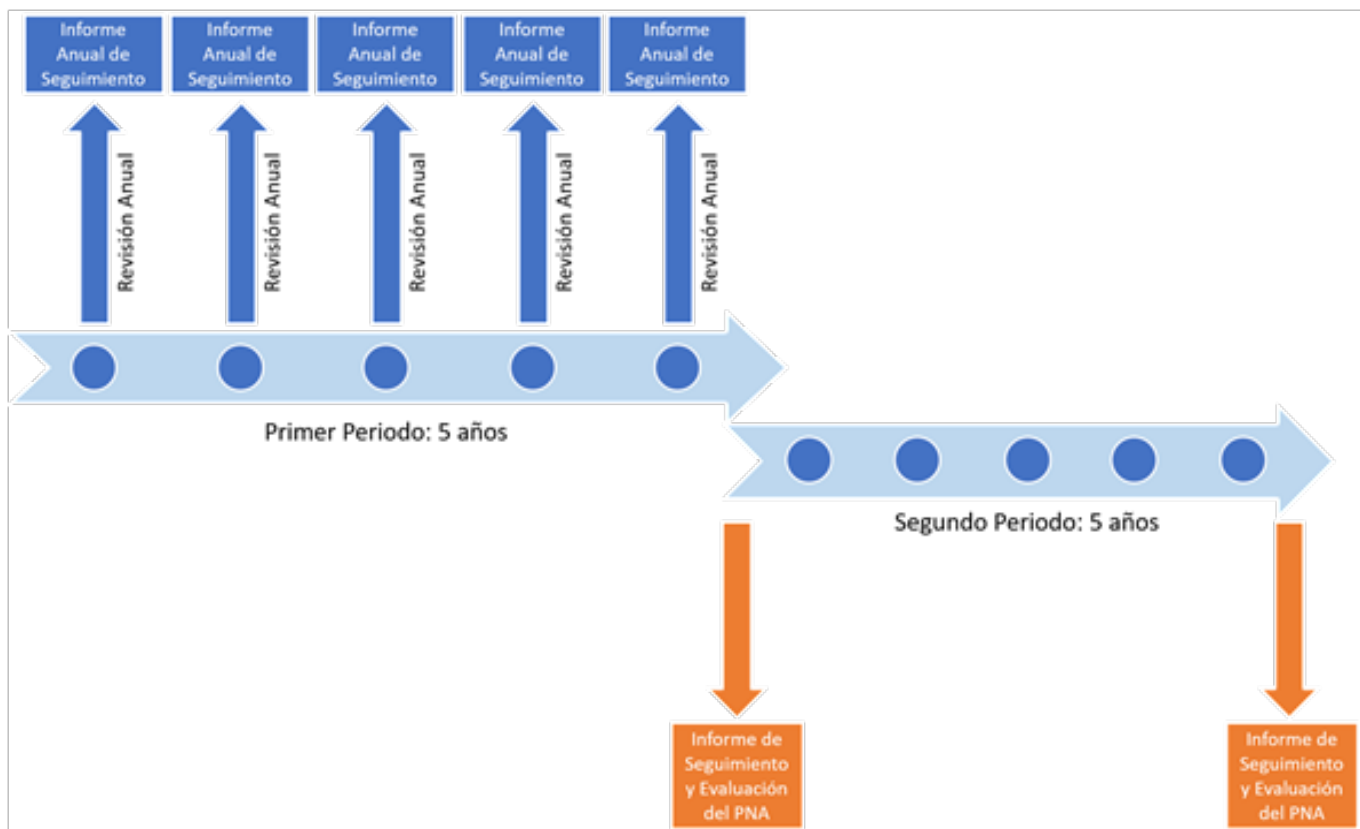 Informe
Anual de
Seguimiento
Informe
Anual de
Seguimiento
Informe
Anual de
Seguimiento
Informe
Anual de
Seguimiento
Informe
Anual de
Seguimiento
Revisión Anual
Revisión Anual
Revisión Anual
Revisión Anual
Revisión Anual
Primer Periodo: 5 años
Segundo Periodo: 5 años
Informe de
Seguimiento
y Evaluación
del PNA
Informe de
Seguimiento
y Evaluación
del PNA